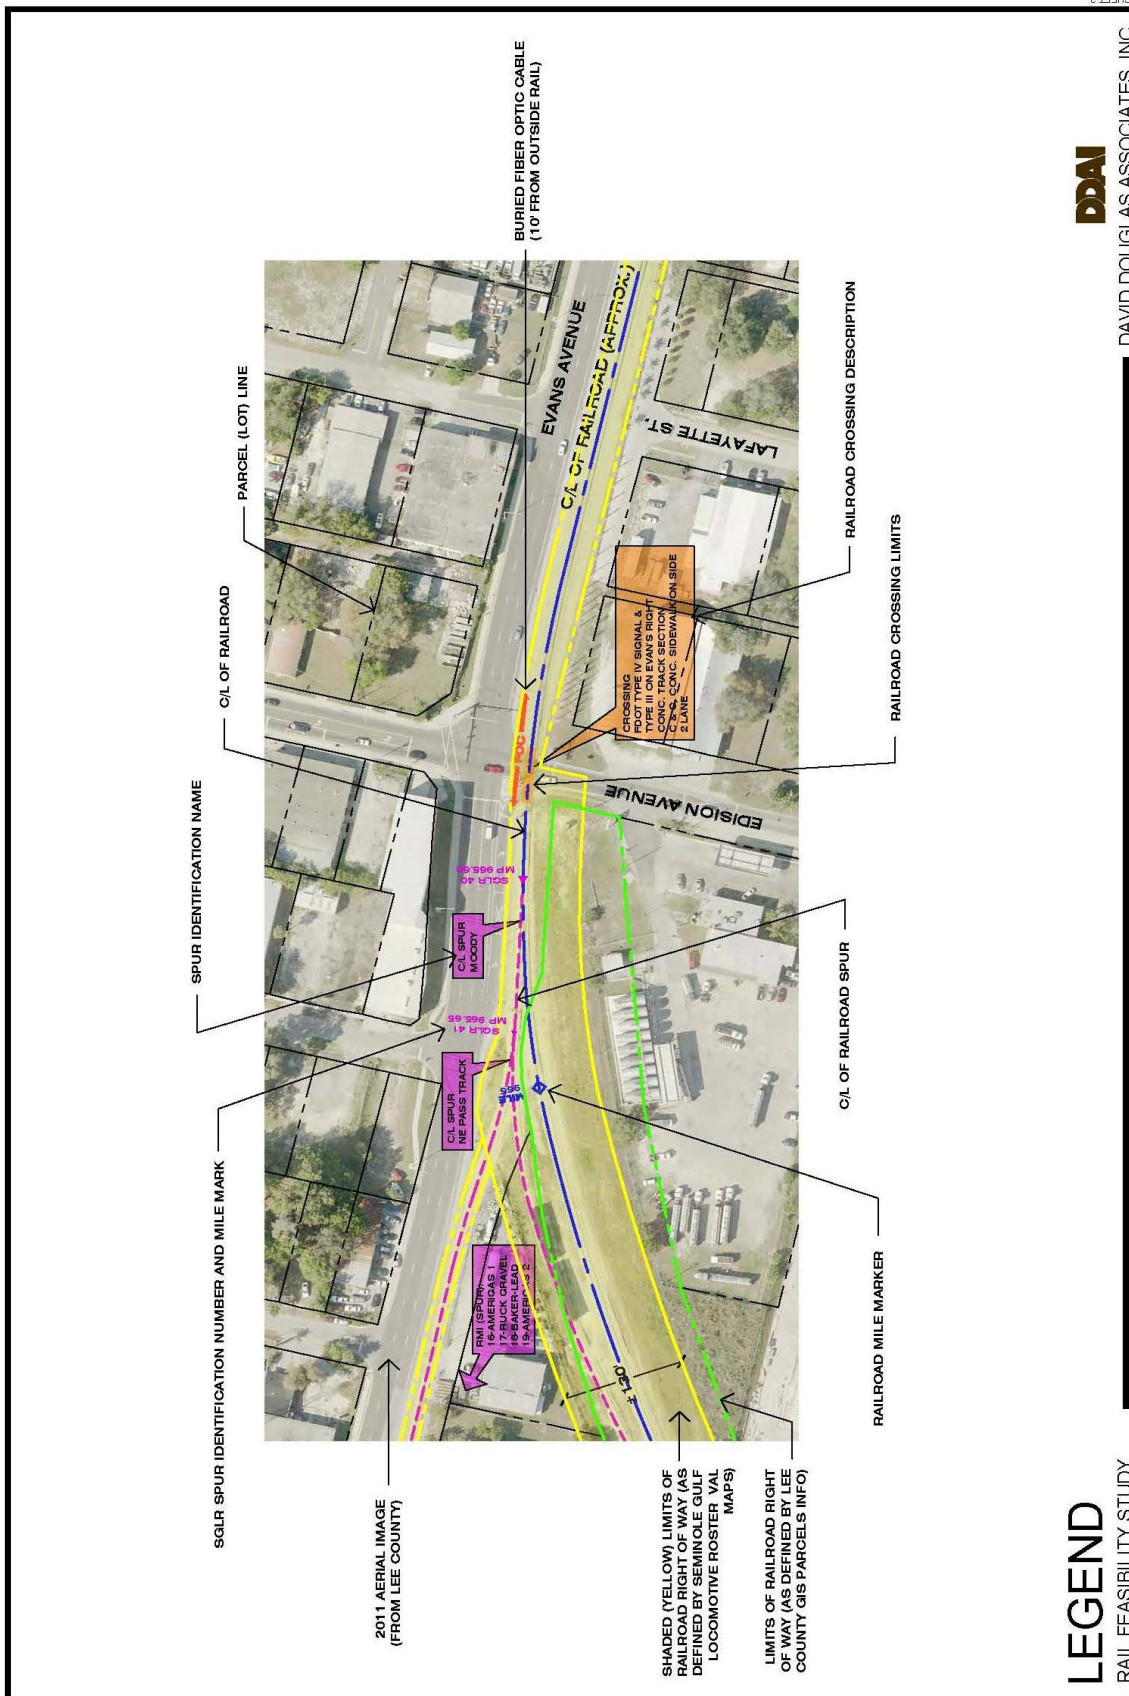 SGLR SPUR IDENTIFICATION NUMBER AND MILE MARK
SPUR IDENTIFICATION NAME
C/L OF RAILROAD
PARCEL (LOT) LINE
BURIED FIBER OPTIC CABLE
(10' FROM OUTSIDE RAIL)
2011 AERIAL IMAGE
(FROM LEE COUNTY)
SHADED (YELLOW) LIMITS OF
RAILROAD RIGHT OF WAY (AS
DEFINED BY SEMINOLE GULF
LOCOMOTIVE ROSTER VAL
MAPS)
LIMITS OF RAILROAD RIGHT
OF WAY (AS DEFINED BY LEE
COUNTY GIS PARCELS INFO)
RMI (SPUR)
17-RUCK GRAVEL
C/L SPUR
NE PASS TRACK
C/L SPUR
MOODY
SGLR 41
MP 965.65
SGLR 40
MP 965.60
MILE
± 130'
FOC
EVANS AVENUE
C/L OF RAILROAD (APPROX.)
LAFAYETTE ST.
EDISION AVENUE
CROSSING
FDOT TYPE IV SIGNAL &
TYPE III ON EVAN'S RIGHT
CONC. TRACK SECTION
C & G, CONC. SIDEWALK ON SIDE
2 LANE
RAILROAD MILE MARKER
C/L OF RAILROAD SPUR
RAILROAD CROSSING LIMITS
RAILROAD CROSSING DESCRIPTION
LEGEND
RAIL FEASIBILITY STUDY
DDAI
DAVID DOUGLAS ASSOCIATES, INC.